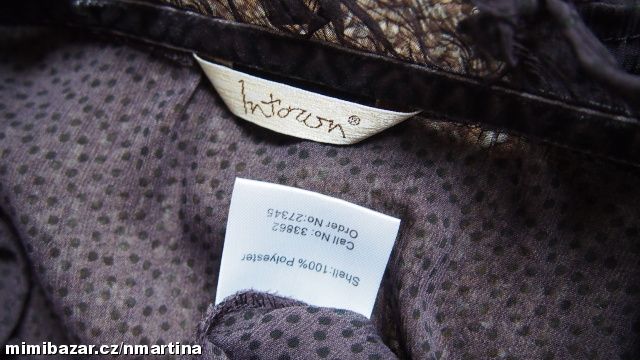 Intown®
Shell:100% Polyester
Call No: 33862
Order No:27345
mimibazar.cz/nmartina